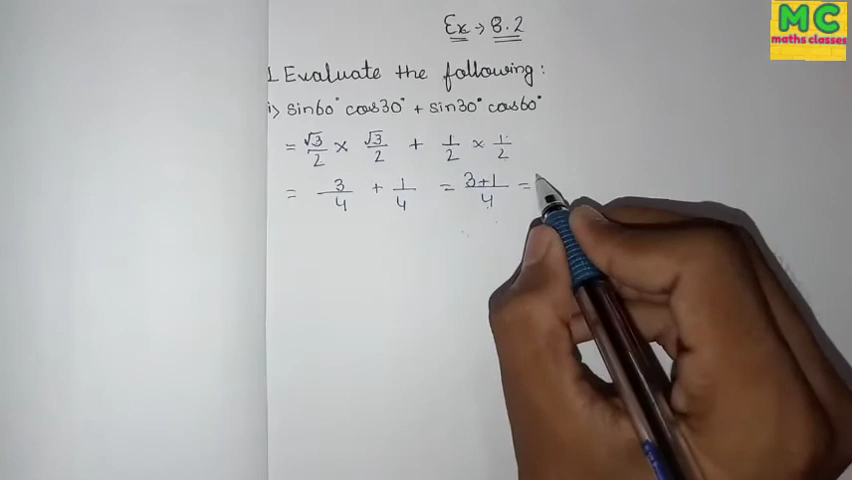 MC
maths classes
Ex → 8.2
1 Evaluate the following:
i> sin60° cos30° + sin30° cos60°
= √3/2 × √3/2 + 1/2 × 1/2
= 3/4 + 1/4 = 3+1/4 =